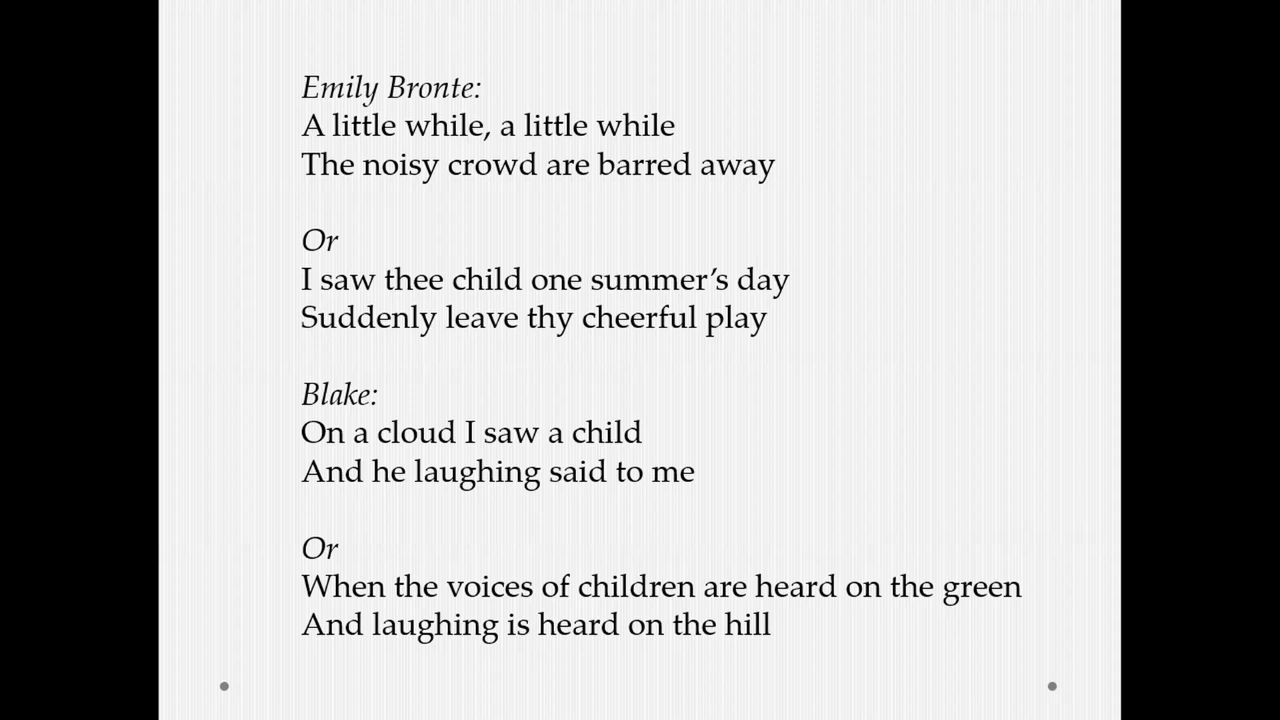 Emily Bronte:
A little while, a little while
The noisy crowd are barred away
Or
I saw thee child one summer’s day
Suddenly leave thy cheerful play
Blake:
On a cloud I saw a child
And he laughing said to me
Or
When the voices of children are heard on the green
And laughing is heard on the hill